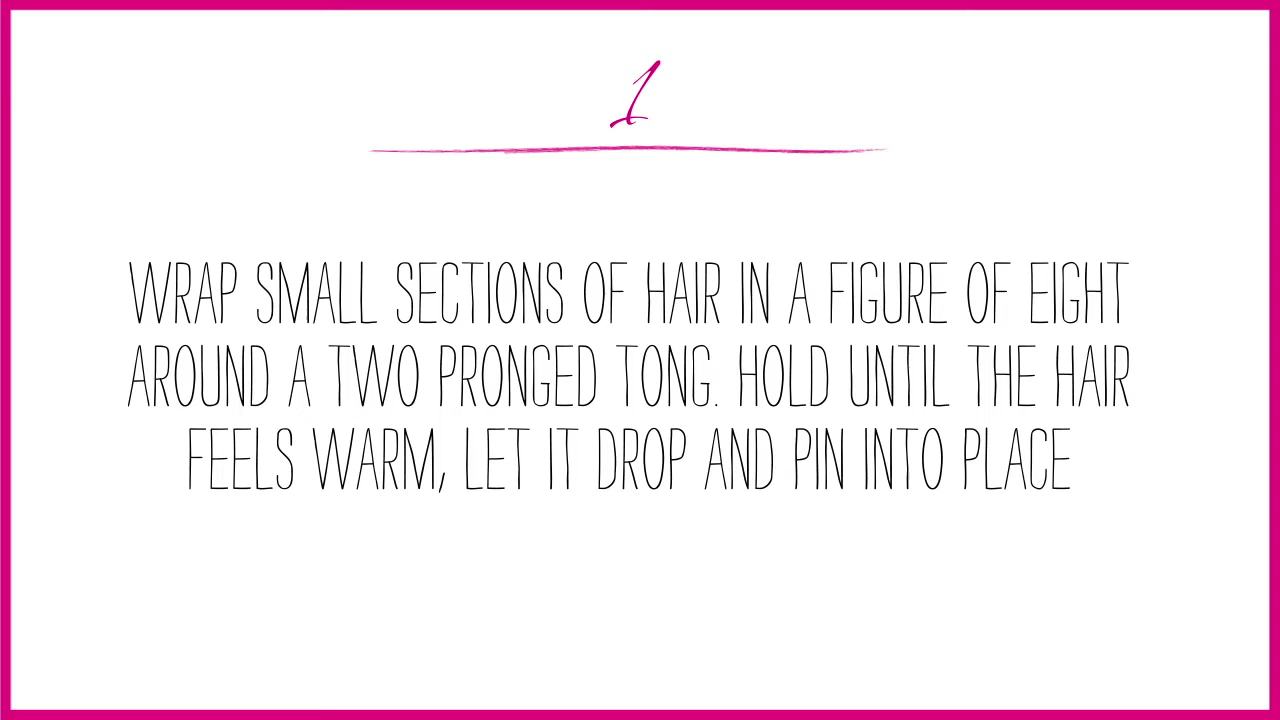 1
WRAP SMALL SECTIONS OF HAIR IN A FIGURE OF EIGHT
AROUND A TWO PRONGED TONG. HOLD UNTIL THE HAIR
FEELS WARM, LET IT DROP AND PIN INTO PLACE